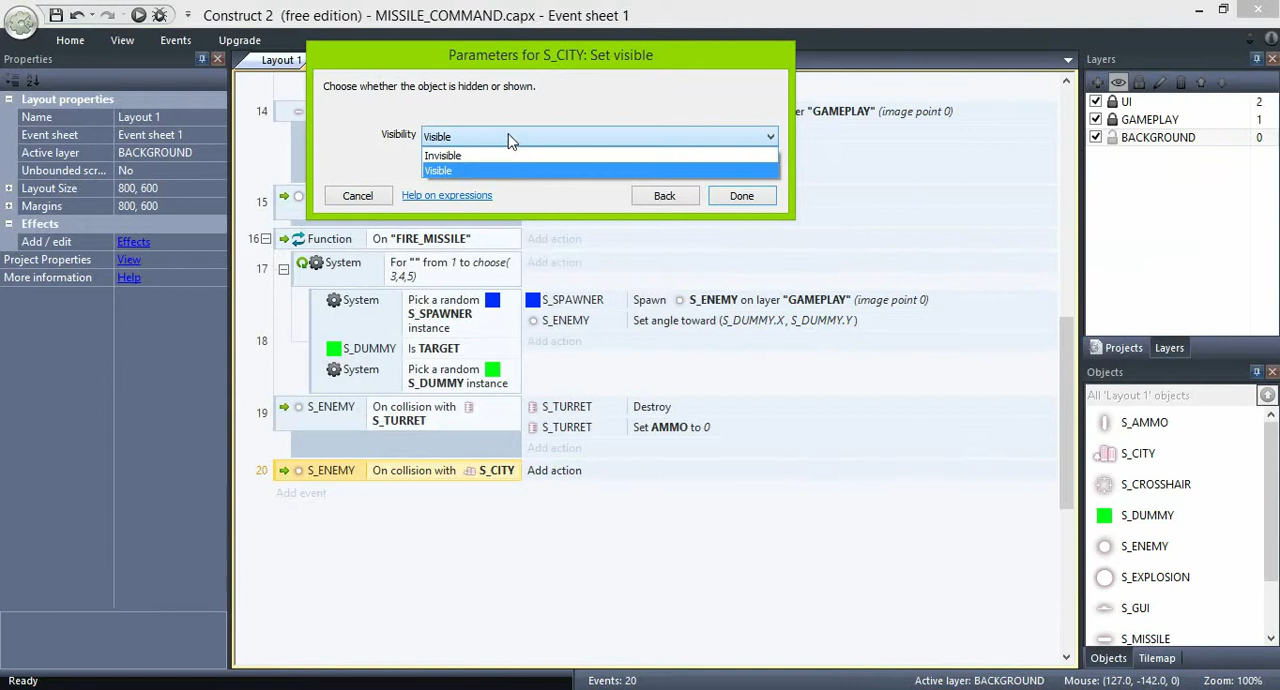 Construct 2 (free edition) - MISSILE_COMMAND.capx - Event sheet 1
Home View Events Upgrade
Properties
Layout properties
Name Layout 1
Event sheet Event sheet 1
Active layer BACKGROUND
Unbounded scr... No
Layout Size 800, 600
Margins 800, 600
Effects
Add / edit Effects
Project Properties View
More information Help
Layout 1
Parameters for S_CITY: Set visible
Choose whether the object is hidden or shown.
Visibility Visible
Invisible
Visible
Cancel Help on expressions Back Done
14 er "GAMEPLAY" (image point 0)
15
16 Function On "FIRE_MISSILE" Add action
17 System For "" from 1 to choose( Add action
3,4,5)
18
System Pick a random
S_SPAWNER
instance
S_SPAWNER Spawn S_ENEMY on layer "GAMEPLAY" (image point 0)
S_ENEMY Set angle toward (S_DUMMY.X , S_DUMMY.Y )
Add action
S_DUMMY Is TARGET
System Pick a random
S_DUMMY instance
19 S_ENEMY On collision with
S_TURRET
S_TURRET Destroy
S_TURRET Set AMMO to 0
Add action
20 S_ENEMY On collision with S_CITY Add action
Add event
Layers
UI 2
GAMEPLAY 1
BACKGROUND 0
Projects Layers
Objects
All 'Layout 1' objects
S_AMMO
S_CITY
S_CROSSHAIR
S_DUMMY
S_ENEMY
S_EXPLOSION
S_GUI
S_MISSILE
Objects Tilemap
Ready Events: 20 Active layer: BACKGROUND Mouse: (127.0, -142.0, 0) Zoom: 100%